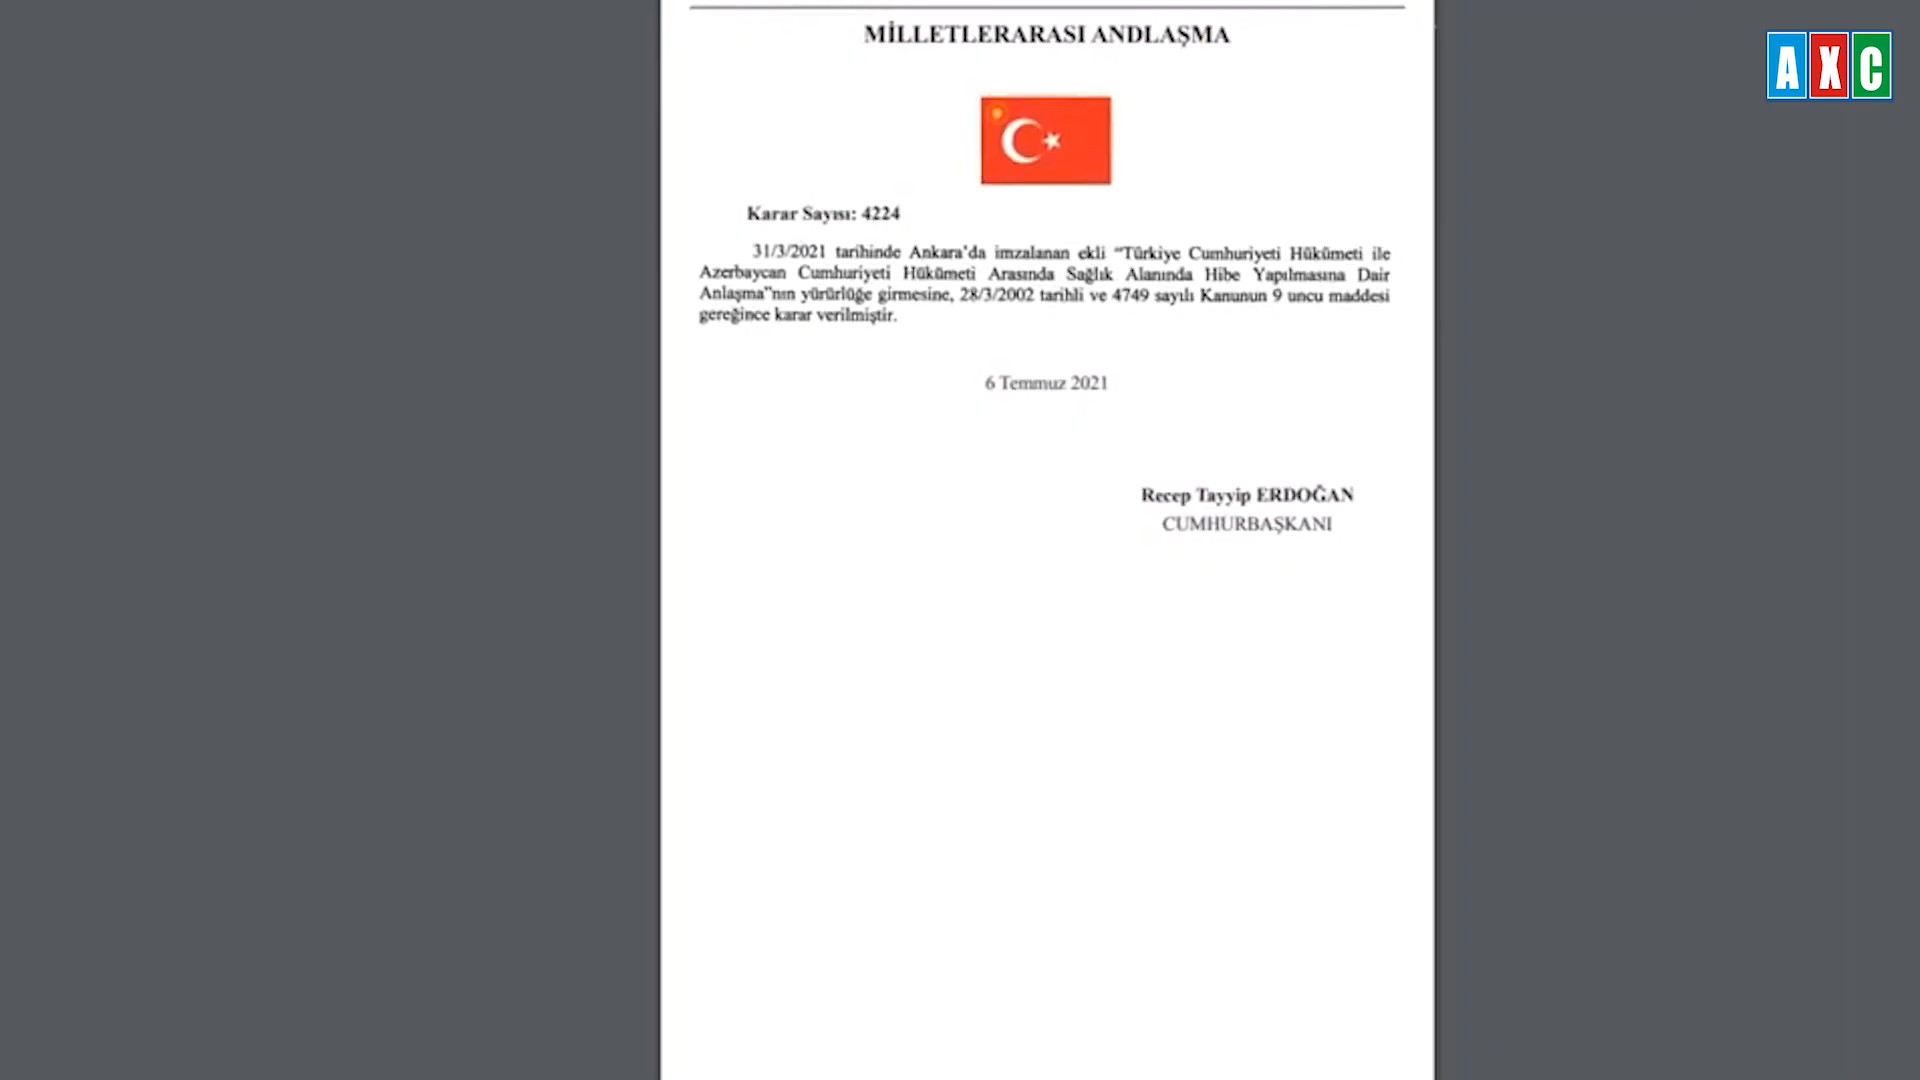 MİLLETLERARASI ANDLAŞMA
AXC
Karar Sayısı: 4224
31/3/2021 tarihinde Ankara'da imzalanan ekli "Türkiye Cumhuriyeti Hükûmeti ile
Azerbaycan Cumhuriyeti Hükûmeti Arasında Sağlık Alanında Hibe Yapılmasına Dair
Anlaşma"nın yürürlüğe girmesine, 28/3/2002 tarihli ve 4749 sayılı Kanunun 9 uncu maddesi
gereğince karar verilmiştir.
6 Temmuz 2021
Recep Tayyip ERDOĞAN
CUMHURBAŞKANI